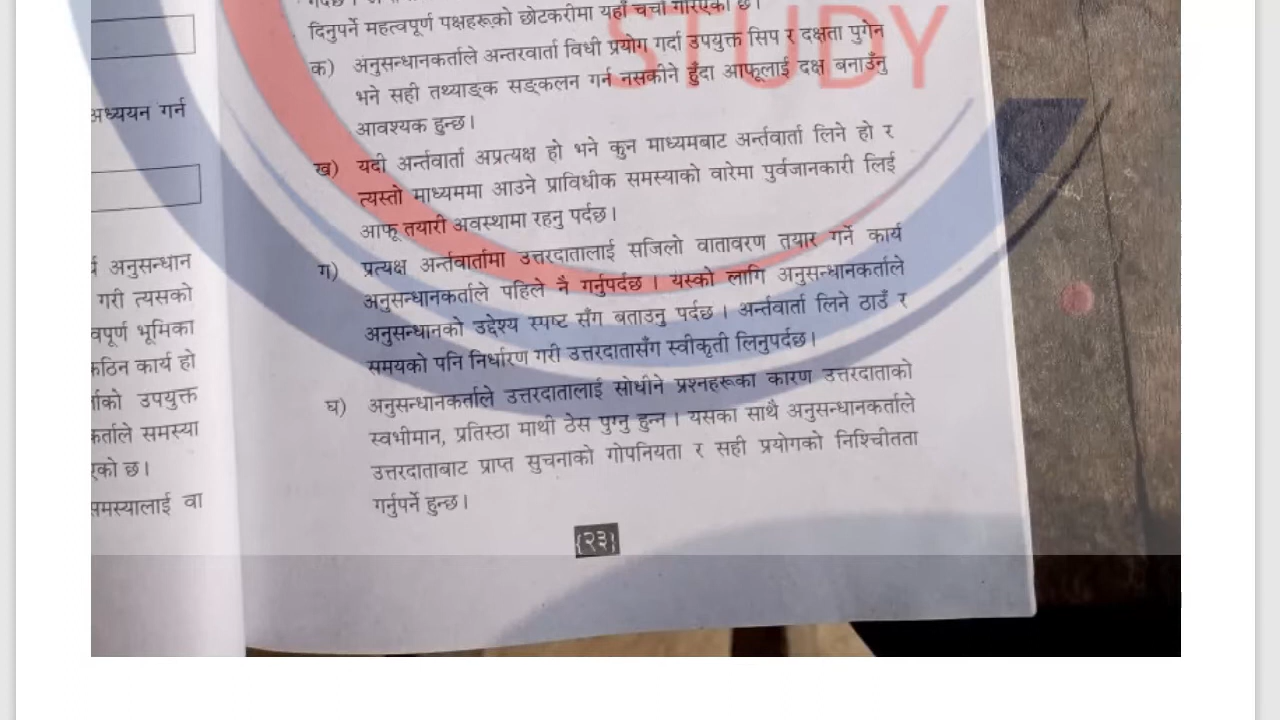 STUDY
अध्ययन गर्न
अनुसन्धान
गरी त्यसको
भूमिका
कार्य हो
उपयुक्त
समस्या
छ।
वा
दिनुपर्ने महत्वपूर्ण पक्षहरूको छोटकरीमा यहाँ चर्चा गरिएको छ।
क) अनुसन्धानकर्ताले अन्तरवार्ता विधी प्रयोग गर्दा उपयुक्त सिप र दक्षता पुगेन
भने सही तथ्याङ्क सङ्कलन गर्न नसकीने हुँदा आफूलाई दक्ष बनाउँनु
आवश्यक हुन्छ।
ख) यदी अर्न्तवार्ता अप्रत्यक्ष हो भने कुन माध्यमबाट अर्न्तवार्ता लिने हो र
त्यस्तो माध्यममा आउने प्राविधीक समस्याको वारेमा पुर्वजानकारी लिई
आफू तयारी अवस्थामा रहनु पर्दछ।
ग) प्रत्यक्ष अर्न्तवार्तामा उत्तरदातालाई सजिलो वातावरण तयार गर्ने कार्य
अनुसन्धानकर्ताले पहिले नै गर्नुपर्दछ । यस्को लागि अनुसन्धानकर्ताले
अनुसन्धानको उद्देश्य स्पष्ट सँग बताउनु पर्दछ । अर्न्तवार्ता लिने ठाउँ र
समयको पनि निर्धारण गरी उत्तरदातासँग स्वीकृती लिनुपर्दछ।
घ) अनुसन्धानकर्ताले उत्तरदातालाई सोधीने प्रश्नहरूका कारण उत्तरदाताको
स्वभीमान, प्रतिस्ठा माथी ठेस पुग्नु हुन्न । यसका साथै अनुसन्धानकर्ताले
उत्तरदाताबाट प्राप्त सुचनाको गोपनियता र सही प्रयोगको निश्चितता
गर्नुपर्ने हुन्छ।
{२३}